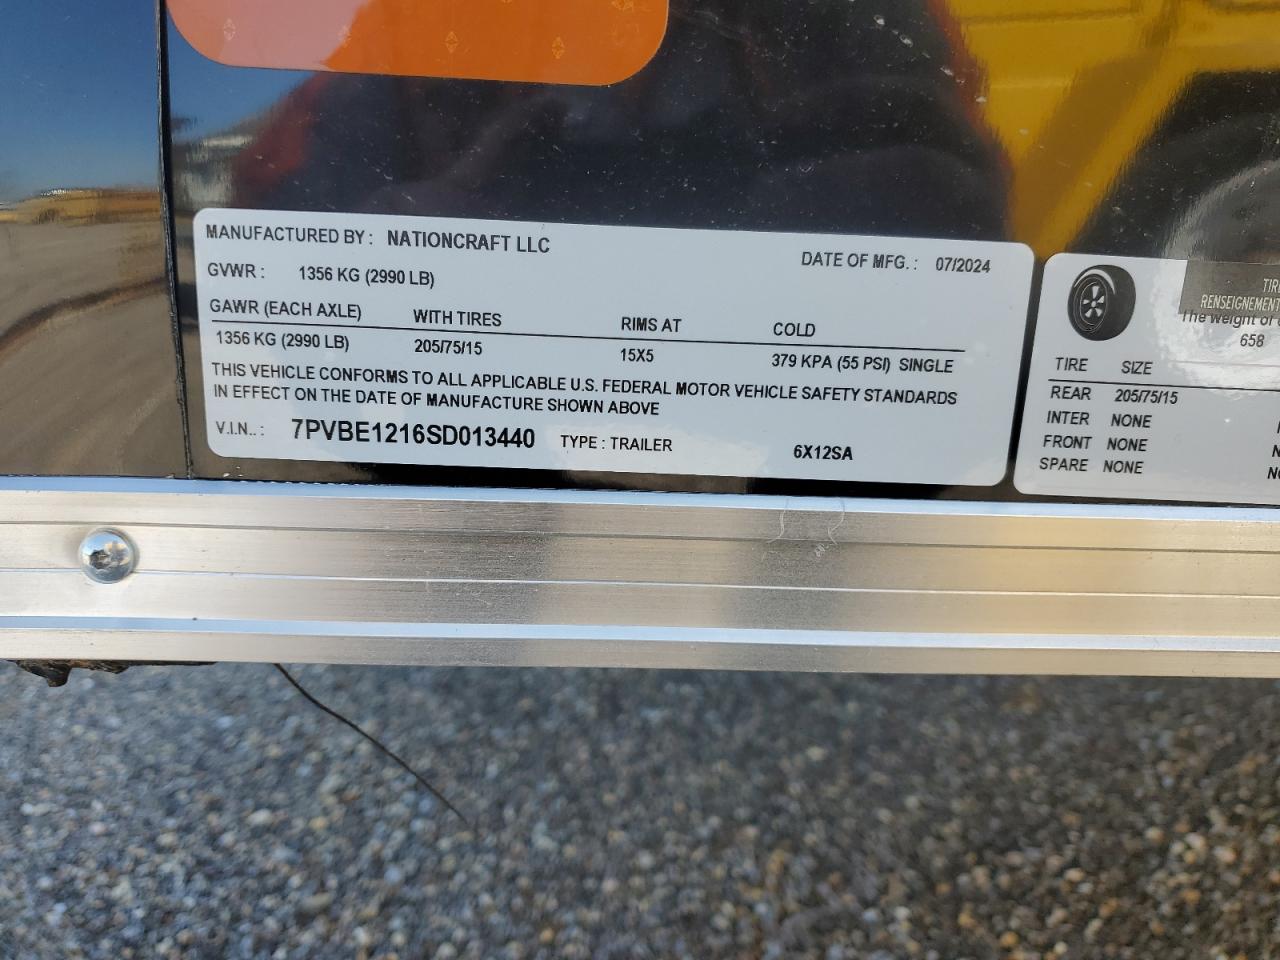 MANUFACTURED BY : NATIONCRAFT LLC
DATE OF MFG. : 07/2024
GVWR : 1356 KG (2990 LB)
GAWR (EACH AXLE) WITH TIRES RIMS AT COLD
1356 KG (2990 LB) 205/75/15 15X5 379 KPA (55 PSI) SINGLE
THIS VEHICLE CONFORMS TO ALL APPLICABLE U.S. FEDERAL MOTOR VEHICLE SAFETY STANDARDS
IN EFFECT ON THE DATE OF MANUFACTURE SHOWN ABOVE
V.I.N.. : 7PVBE1216SD013440 TYPE : TRAILER 6X12SA
RENSEIGNEMENT
The weight of
658
TIRE SIZE
REAR 205/75/15
INTER NONE
FRONT NONE
SPARE NONE